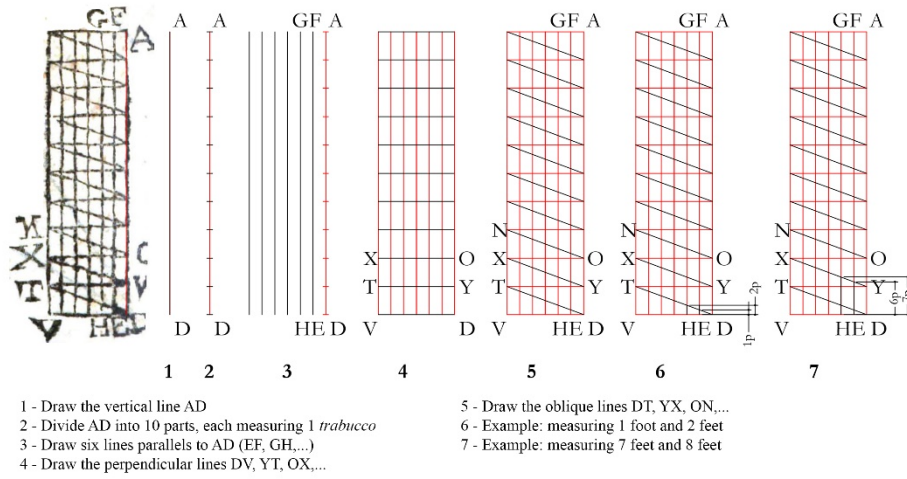 GF A A A GF A GF A GF A GF A
N N
X X O X O X O X O
T T Y T Y T Y T Y
2p
1p
6p
V HE D D HE D V D V HE D V HE D V HE D
1 2 3 4 5 6 7
1 - Draw the vertical line AD
2 - Divide AD into 10 parts, each measuring 1 trabucco
3 - Draw six lines parallels to AD (EF, GH,...)
4 - Draw the perpendicular lines DV, YT, OX,...
5 - Draw the oblique lines DT, YX, ON,...
6 - Example: measuring 1 foot and 2 feet
7 - Example: measuring 7 feet and 8 feet